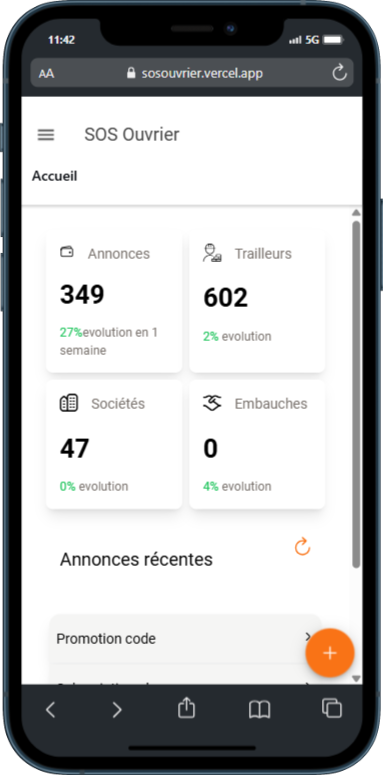 11:42
5G
AA
sosouvrier.vercel.app
SOS Ouvrier
Accueil
Annonces
349
27%evolution en 1
semaine
Trailleurs
602
2% evolution
Sociétés
47
0% evolution
Embauches
0
4% evolution
Annonces récentes
Promotion code
+